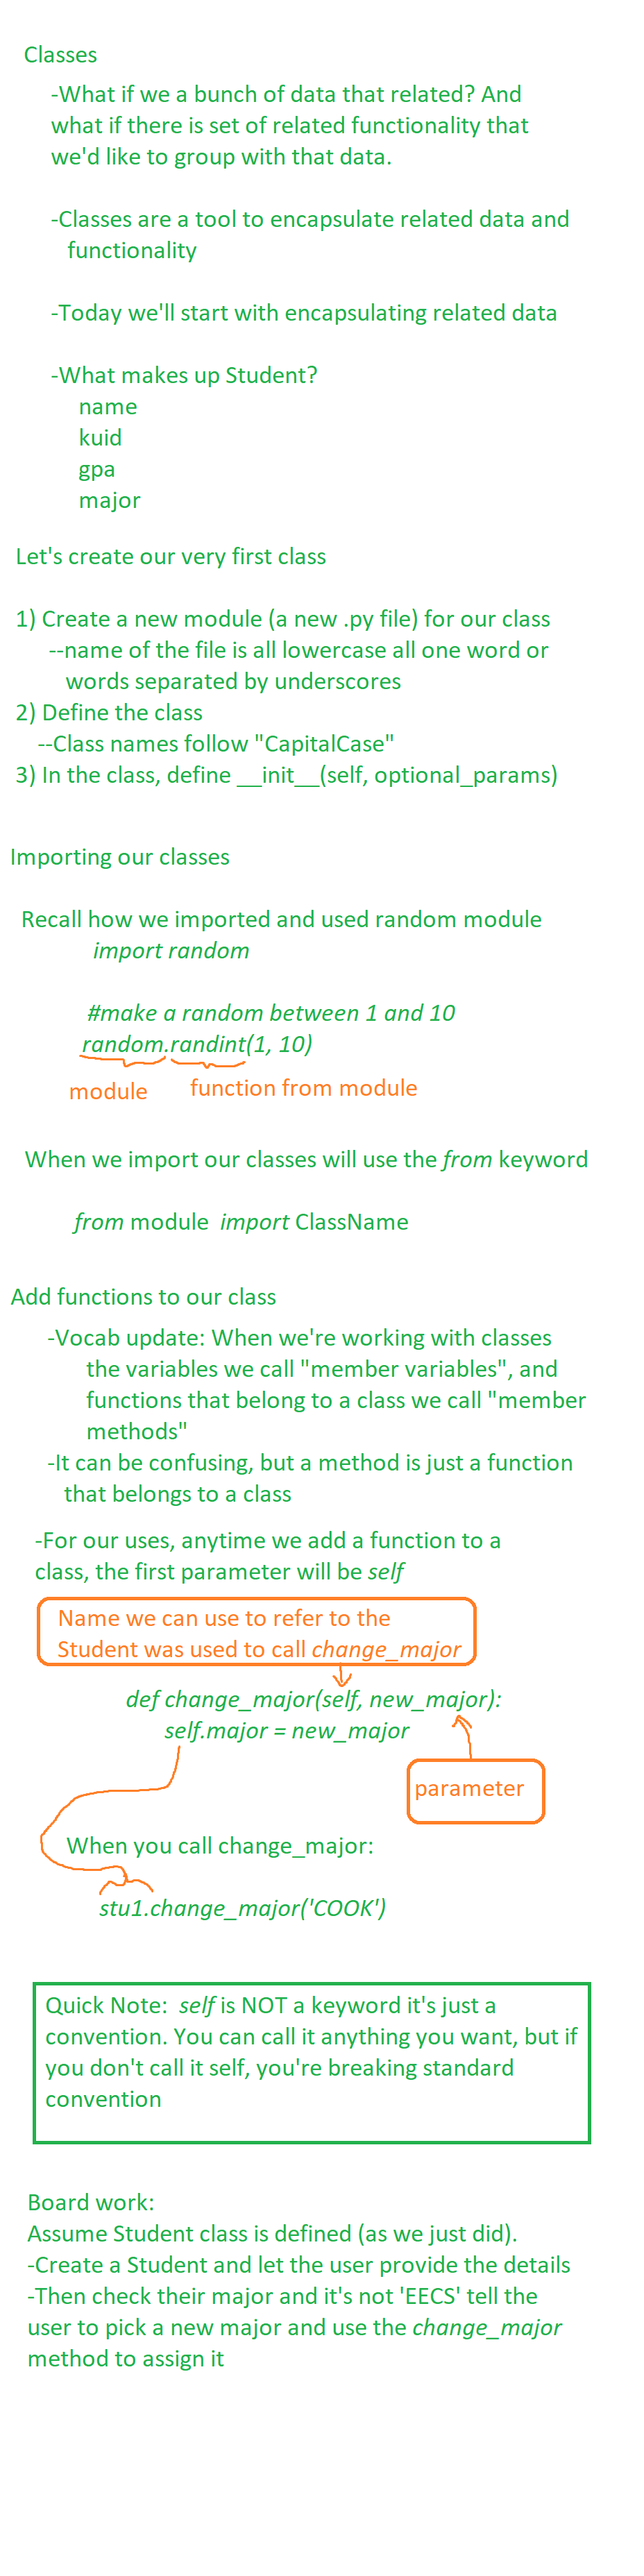 Classes
-What if we a bunch of data that related? And
what if there is set of related functionality that
we'd like to group with that data.
-Classes are a tool to encapsulate related data and
functionality
-Today we'll start with encapsulating related data
-What makes up Student?
name
kuid
gpa
major
Let's create our very first class
1) Create a new module (a new .py file) for our class
--name of the file is all lowercase all one word or
words separated by underscores
2) Define the class
--Class names follow "CapitalCase"
3) In the class, define __init__(self, optional_params)
Importing our classes
Recall how we imported and used random module
import random
#make a random between 1 and 10
random.randint(1, 10)
module function from module
When we import our classes will use the from keyword
from module import ClassName
Add functions to our class
-Vocab update: When we're working with classes
the variables we call "member variables", and
functions that belong to a class we call "member
methods"
-It can be confusing, but a method is just a function
that belongs to a class
-For our uses, anytime we add a function to a
class, the first parameter will be self
Name we can use to refer to the
Student was used to call change_major
def change_major(self, new_major):
self.major = new_major
parameter
When you call change_major:
stu1.change_major('COOK')
Quick Note: self is NOT a keyword it's just a
convention. You can call it anything you want, but if
you don't call it self, you're breaking standard
convention
Board work:
Assume Student class is defined (as we just did).
-Create a Student and let the user provide the details
-Then check their major and it's not 'EECS' tell the
user to pick a new major and use the change_major
method to assign it